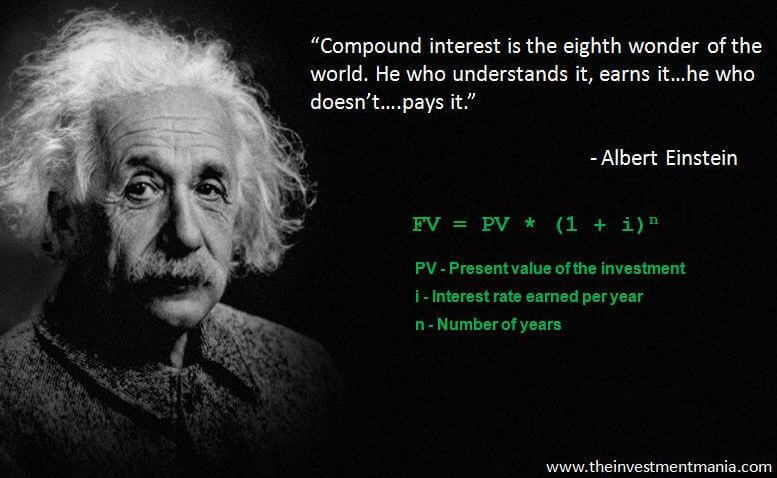 “Compound interest is the eighth wonder of the
world. He who understands it, earns it…he who
doesn’t….pays it.”
- Albert Einstein
FV = PV * (1 + i)ⁿ
PV - Present value of the investment
i - Interest rate earned per year
n - Number of years
www.theinvestmentmania.com